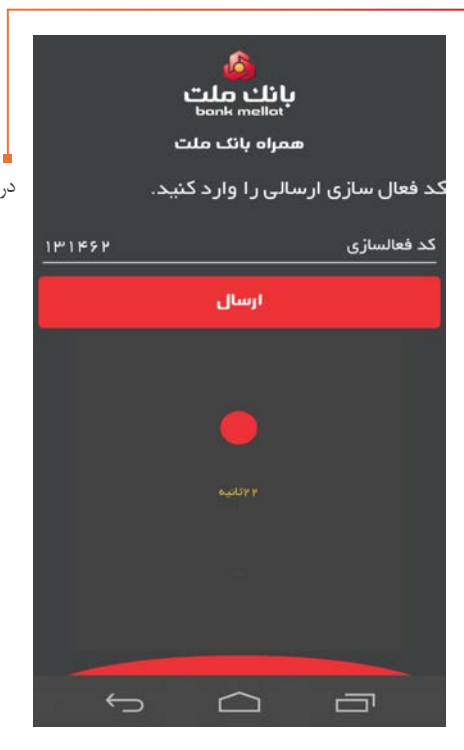 بانک ملت
bank mellat
همراه بانک ملت
کد فعال سازی ارسالی را وارد کنید.
در
کد فعالسازی ۱۳۱۴۶۲
ارسال
۲۲ثانیه